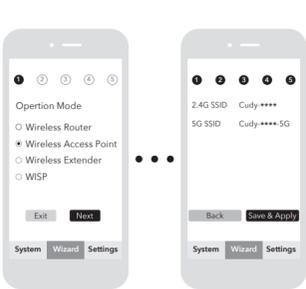 1 2 3 4 5
Opertion Mode
Wireless Router
Wireless Access Point
Wireless Extender
WISP
Exit Next
System Wizard Settings
1 2 3 4 5
2.4G SSID Cudy-****
5G SSID Cudy-****-5G
Back Save & Apply
System Wizard Settings